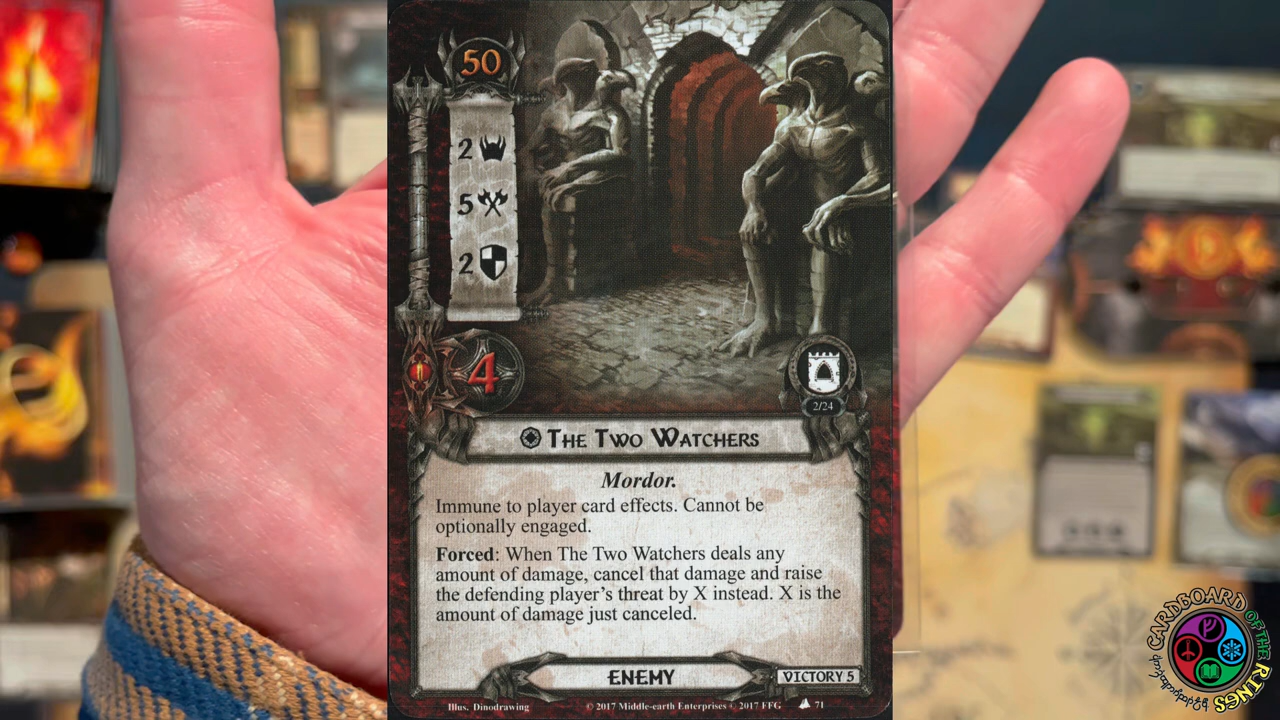 50
2
5
2
4
2/24
THE TWO WATCHERS
Mordor.
Immune to player card effects. Cannot be
optionally engaged.
Forced: When The Two Watchers deals any
amount of damage, cancel that damage and raise
the defending player's threat by X instead. X is the
amount of damage just canceled.
ENEMY
VICTORY 5
Illus. Dinodrawing
© 2017 Middle-earth Enterprises © 2017 FFG
71
CARDBOARD OF THE RINGS